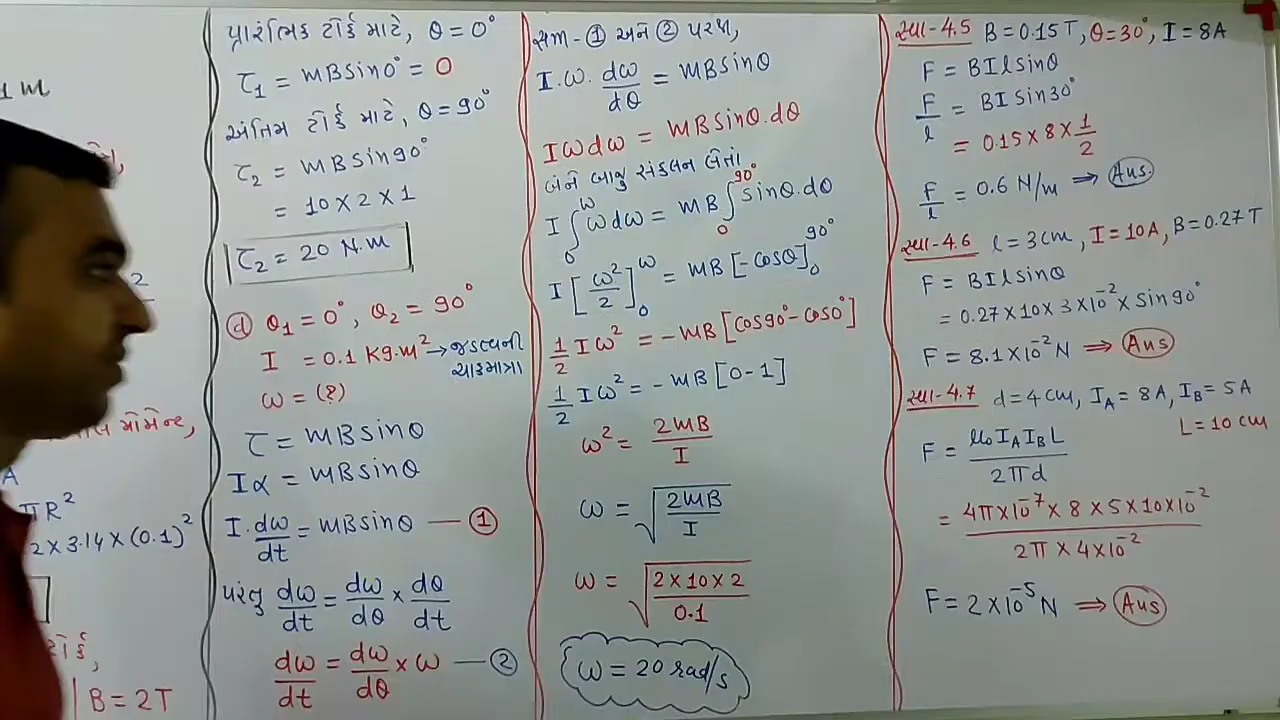 1 m
2
πR²
2 × 3.14 × (0.1)²
B = 2T
પ્રારંભિક ટૉર્ક માટે, θ = 0°
τ₁ = mBsin0° = 0
અંતિમ ટૉર્ક માટે, θ = 90°
τ₂ = mBsin90°
= 10 × 2 × 1
τ₂ = 20 N.m
ⓓ θ₁ = 0°, θ₂ = 90°
I = 0.1 kg.m² → જડત્વની ચાકમાત્રા
ω = (?)
τ = mBsinθ
Iα = mBsinθ
I. dω/dt = mBsinθ — ①
પરંતુ dω/dt = dω/dθ × dθ/dt
dω/dt = dω/dθ × ω — ②
સમ-① અને ② પરથી,
I.ω. dω/dθ = mBsinθ
Iωdω = mBsinθ.dθ
બંને બાજુ સંકલન લેતાં
I ∫₀^ω ωdω = mB ∫₀^90° sinθ.dθ
I [ω²/2]₀^ω = mB [-cosθ]₀^90°
1/2 Iω² = -mB [cos90° - cos0°]
1/2 Iω² = -mB [0-1]
ω² = 2mB/I
ω = √(2mB/I)
ω = √(2×10×2/0.1)
ω = 20 rad/s
સ્વા-4.5 B = 0.15T, θ = 30°, I = 8A
F = BIlsinθ
F/l = BI sin30°
= 0.15 × 8 × 1/2
F/l = 0.6 N/m ⇒ Ans
સ્વા-4.6 l = 3cm, I = 10A, B = 0.27T
F = BIlsinθ
= 0.27 × 10 × 3×10⁻² × sin90°
F = 8.1×10⁻² N ⇒ Ans
સ્વા-4.7 d = 4 cm, I_A = 8A, I_B = 5A
L = 10 cm
F = μ₀I_AI_BL/2πd
= 4π×10⁻⁷ × 8 × 5 × 10×10⁻²/2π × 4×10⁻²
F = 2×10⁻⁵ N ⇒ Ans